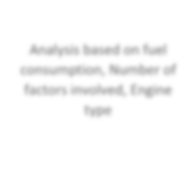 Analysis based on fuel
consumption, Number of
factors involved, Engine
type